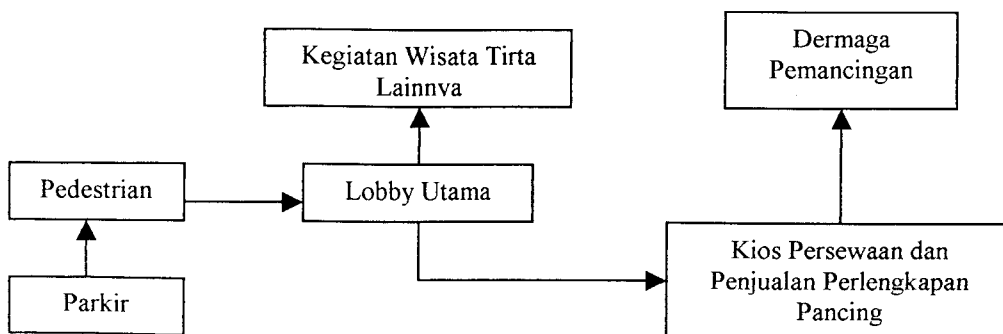 Kegiatan Wisata Tirta
Lainnva
Dermaga
Pemancingan
Pedestrian
Lobby Utama
Kios Persewaan dan
Penjualan Perlengkapan
Pancing
Parkir